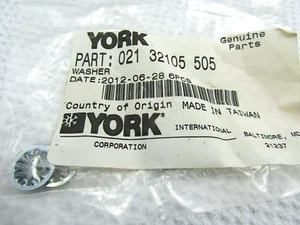 YORK
Genuine
Parts
PART: 021 32105 505
WASHER
DATE:2012-06-28 6PCS
Country of Origin MADE IN TAIWAN
YORK
INTERNATIONAL
CORPORATION
BALTIMORE, MD
21237